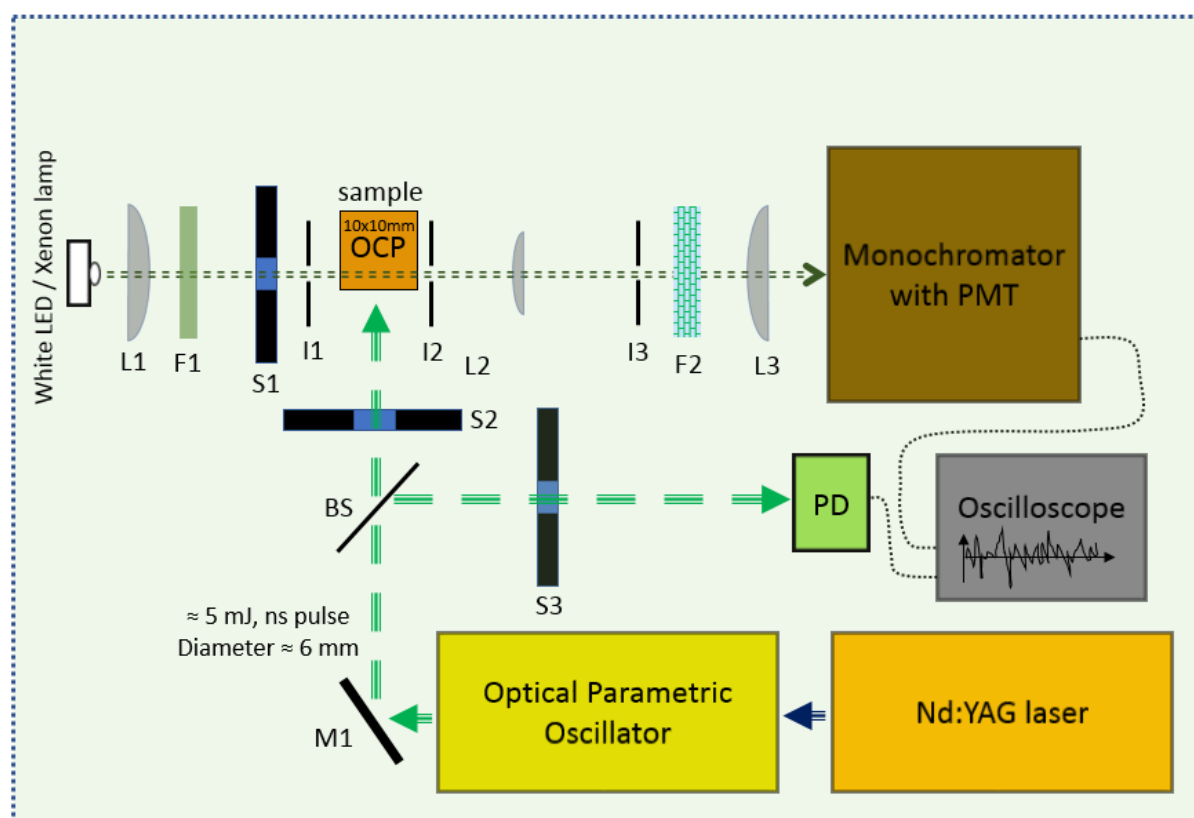 White LED / Xenon lamp
L1
F1
S1
I1
sample
10x10mm
OCP
I2
L2
I3
F2
L3
Monochromator
with PMT
S2
BS
S3
PD
Oscilloscope
≈ 5 mJ, ns pulse
Diameter ≈ 6 mm
M1
Optical Parametric
Oscillator
Nd:YAG laser